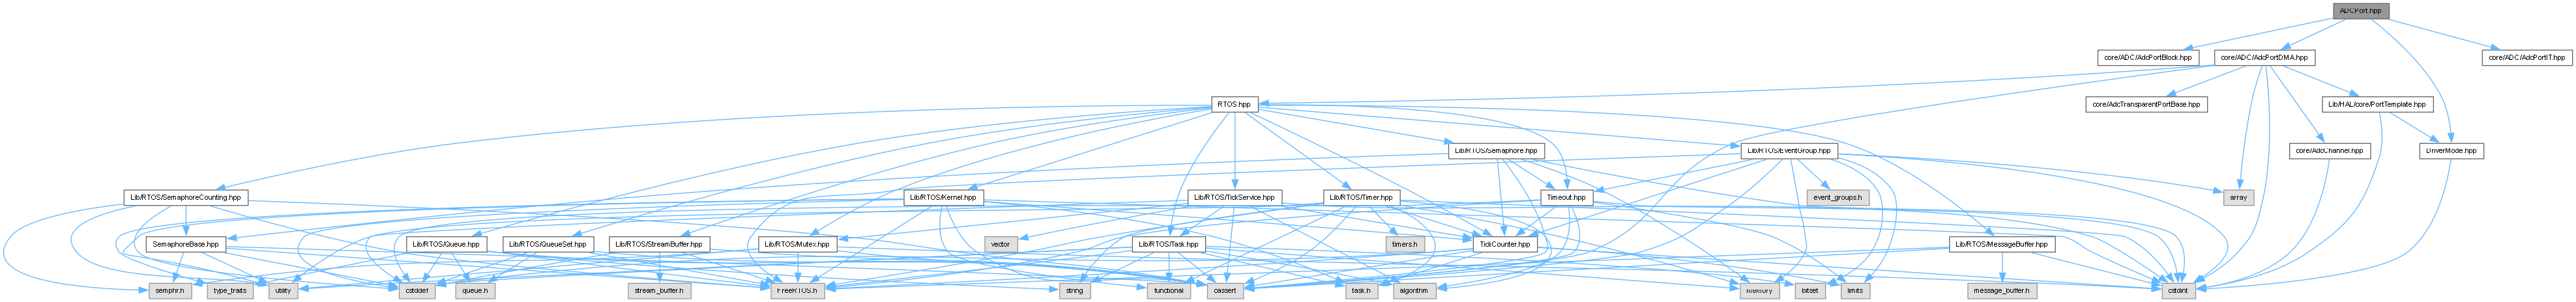 ADCPort.hpp
core/ADC/AdcPortBlock.hpp
core/ADC/AdcPortDMA.hpp
core/ADC/AdcPortIT.hpp
RTOS.hpp
core/AdcTransparentPortBase.hpp
Lib/HAL/core/PortTemplate.hpp
Lib/RTOS/Semaphore.hpp
Lib/RTOS/EventGroup.hpp
core/AdcChannel.hpp
DriverMode.hpp
Lib/RTOS/SemaphoreCounting.hpp
Lib/RTOS/Kernel.hpp
Lib/RTOS/TickService.hpp
Lib/RTOS/Timer.hpp
Timeout.hpp
event_groups.h
array
SemaphoreBase.hpp
Lib/RTOS/Queue.hpp
Lib/RTOS/QueueSet.hpp
Lib/RTOS/StreamBuffer.hpp
Lib/RTOS/Mutex.hpp
vector
Lib/RTOS/Task.hpp
timers.h
TickCounter.hpp
Lib/RTOS/MessageBuffer.hpp
semphr.h
type_traits
utility
cstddef
queue.h
stream_buffer.h
FreeRTOS.h
string
functional
cassert
task.h
algorithm
memory
bitset
limits
message_buffer.h
cstdint